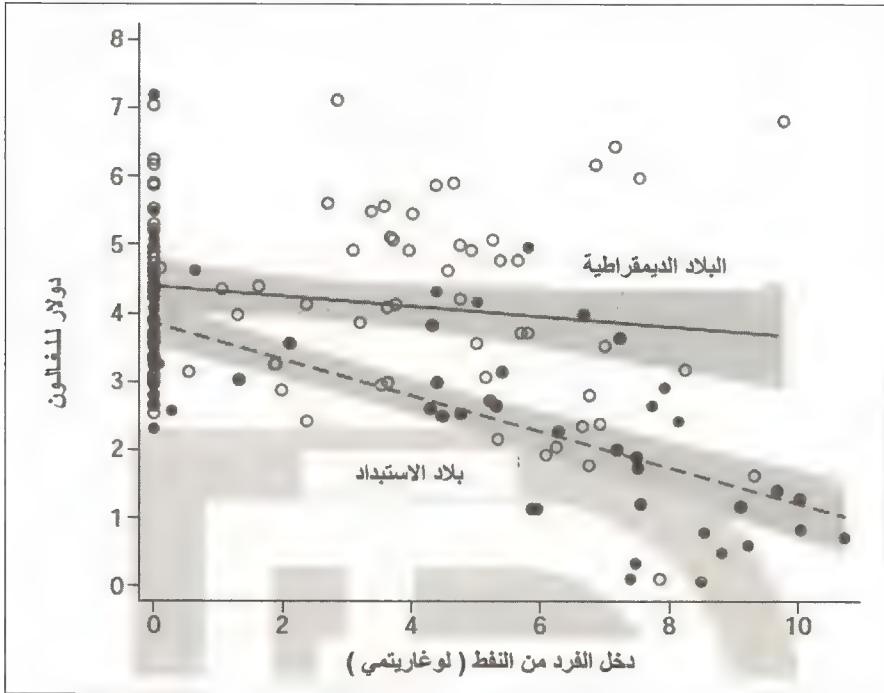 8
7
6
5
4
3
2
1
0
دولار للغالون
البلاد الديمقراطية
بلاد الاستبداد
0 2 4 6 8 10
دخل الفرد من النفط ( لوغاريتمي )